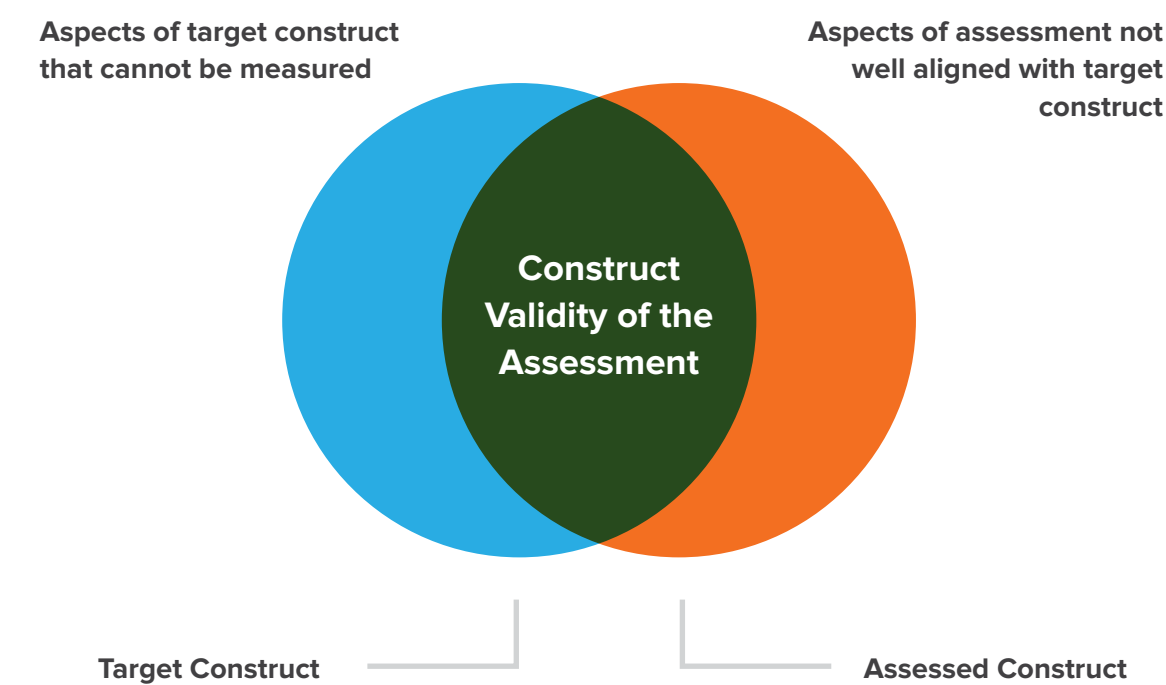 Aspects of target construct
that cannot be measured
Aspects of assessment not
well aligned with target
construct
Construct
Validity of the
Assessment
Target Construct
Assessed Construct